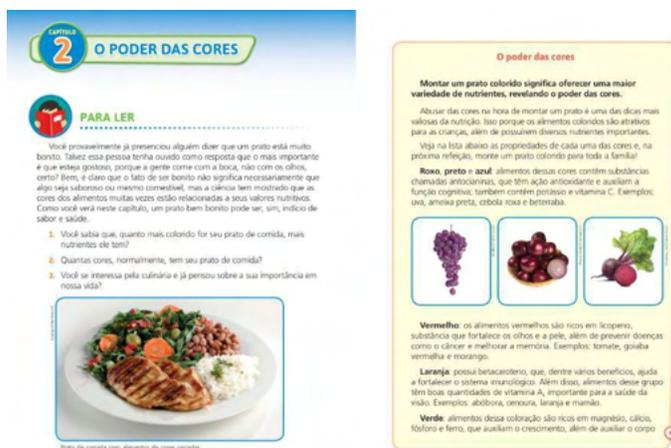 CAPÍTULO
2
O PODER DAS CORES
PARA LER
Você provavelmente já presenciou alguém dizer que um prato está muito
bonito. Talvez essa pessoa tenha ouvido como resposta que o mais importante
é que esteja gostoso, porque a gente come com a boca, não com os olhos,
certo? Bem, é claro que o fato de ser bonito não significa necessariamente que
algo seja saboroso ou mesmo comestível, mas a ciência tem mostrado que as
cores dos alimentos muitas vezes estão relacionadas a seus valores nutritivos.
Como você verá neste capítulo, um prato bem bonito pode ser, sim, indício de
sabor e saúde.
1. Você sabia que, quanto mais colorido for seu prato de comida, mais
nutrientes ele tem?
2. Quantas cores, normalmente, tem seu prato de comida?
3. Você se interessa pela culinária e já pensou sobre a sua importância em
nossa vida?
Prato de comida com alimentos de cores variadas.
O poder das cores
Montar um prato colorido significa oferecer uma maior
variedade de nutrientes, revelando o poder das cores.
Abusar das cores na hora de montar um prato é uma das dicas mais
valiosas da nutrição. Isso porque os alimentos coloridos são atrativos
para as crianças, além de possuírem diversos nutrientes importantes.
Veja na lista abaixo as propriedades de cada uma das cores e, na
próxima refeição, monte um prato colorido para toda a família!
Roxo, preto e azul: alimentos dessas cores contêm substâncias
chamadas antocianinas, que têm ação antioxidante e auxiliam a
função cognitiva; também contêm potássio e vitamina C. Exemplos:
uva, ameixa preta, cebola roxa e beterraba.
Vermelho: os alimentos vermelhos são ricos em licopeno,
substância que fortalece os olhos e a pele, além de prevenir doenças
como o câncer e melhorar a memória. Exemplos: tomate, goiaba
vermelha e morango.
Laranja: possui betacaroteno, que, dentre vários benefícios, ajuda
a fortalecer o sistema imunológico. Além disso, alimentos desse grupo
têm boas quantidades de vitamina A, importante para a saúde da
visão. Exemplos: abóbora, cenoura, laranja e mamão.
Verde: alimentos dessa coloração são ricos em magnésio, cálcio,
fósforo e ferro, que auxiliam o crescimento, além de auxiliar o corpo